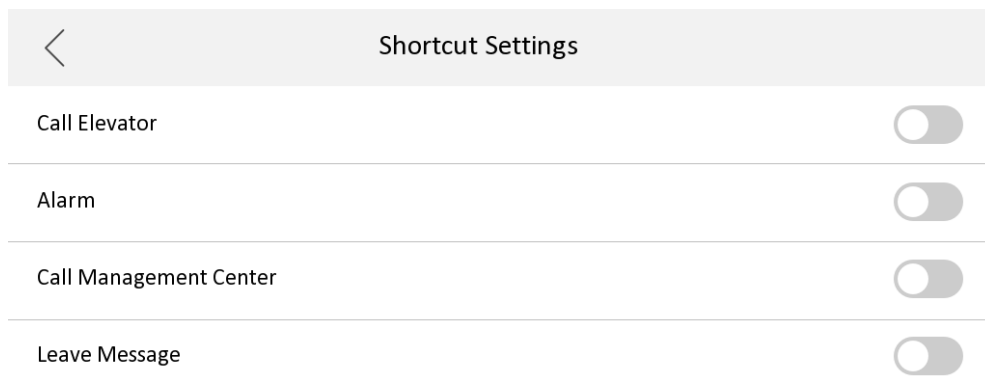 Shortcut Settings
Call Elevator
Alarm
Call Management Center
Leave Message